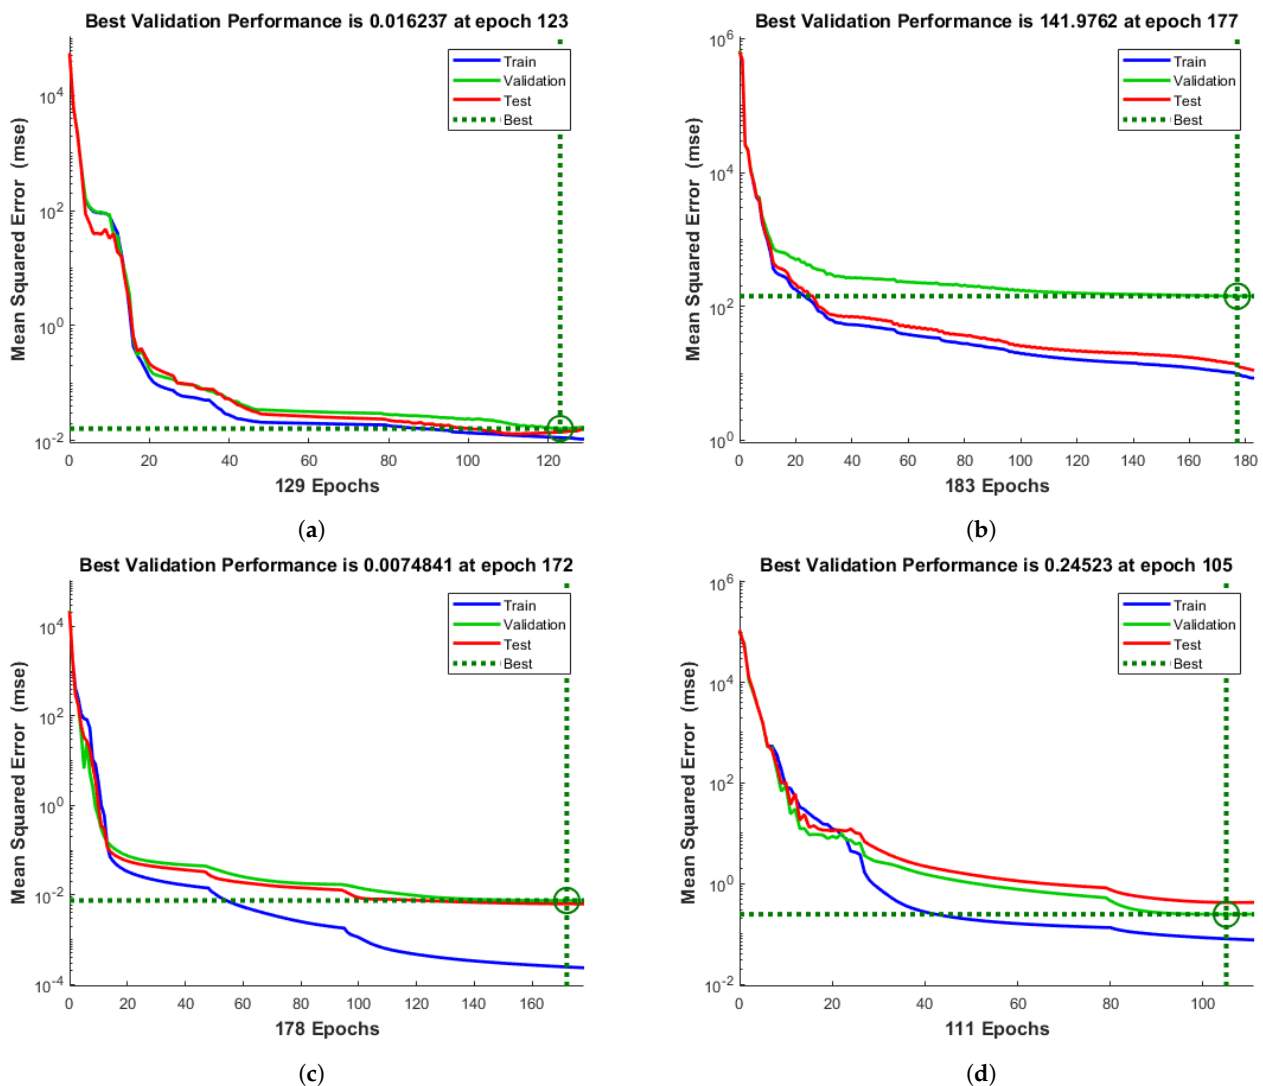 Best Validation Performance is 0.016237 at epoch 123
Mean Squared Error (mse)
10^4
10^2
10^0
10^-2
Train
Validation
Test
Best
0 20 40 60 80 100 120
129 Epochs
(a)
Best Validation Performance is 141.9762 at epoch 177
Mean Squared Error (mse)
10^6
10^4
10^2
10^0
Train
Validation
Test
Best
0 20 40 60 80 100 120 140 160 180
183 Epochs
(b)
Best Validation Performance is 0.0074841 at epoch 172
Mean Squared Error (mse)
10^4
10^2
10^0
10^-2
10^-4
Train
Validation
Test
Best
0 20 40 60 80 100 120 140 160
178 Epochs
(c)
Best Validation Performance is 0.24523 at epoch 105
Mean Squared Error (mse)
10^6
10^4
10^2
10^0
10^-2
Train
Validation
Test
Best
0 20 40 60 80 100
111 Epochs
(d)